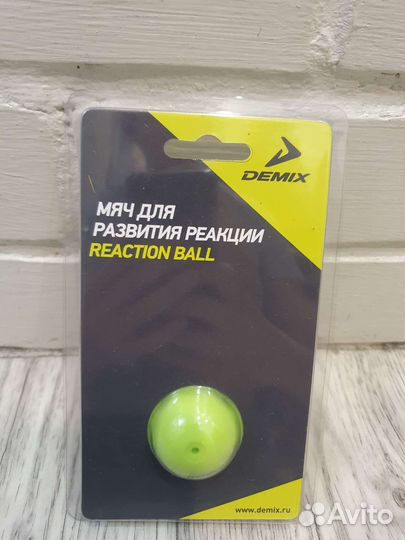 DEMIX
МЯЧ ДЛЯ
РАЗВИТИЯ РЕАКЦИИ
REACTION BALL
www.demix.ru
Avito